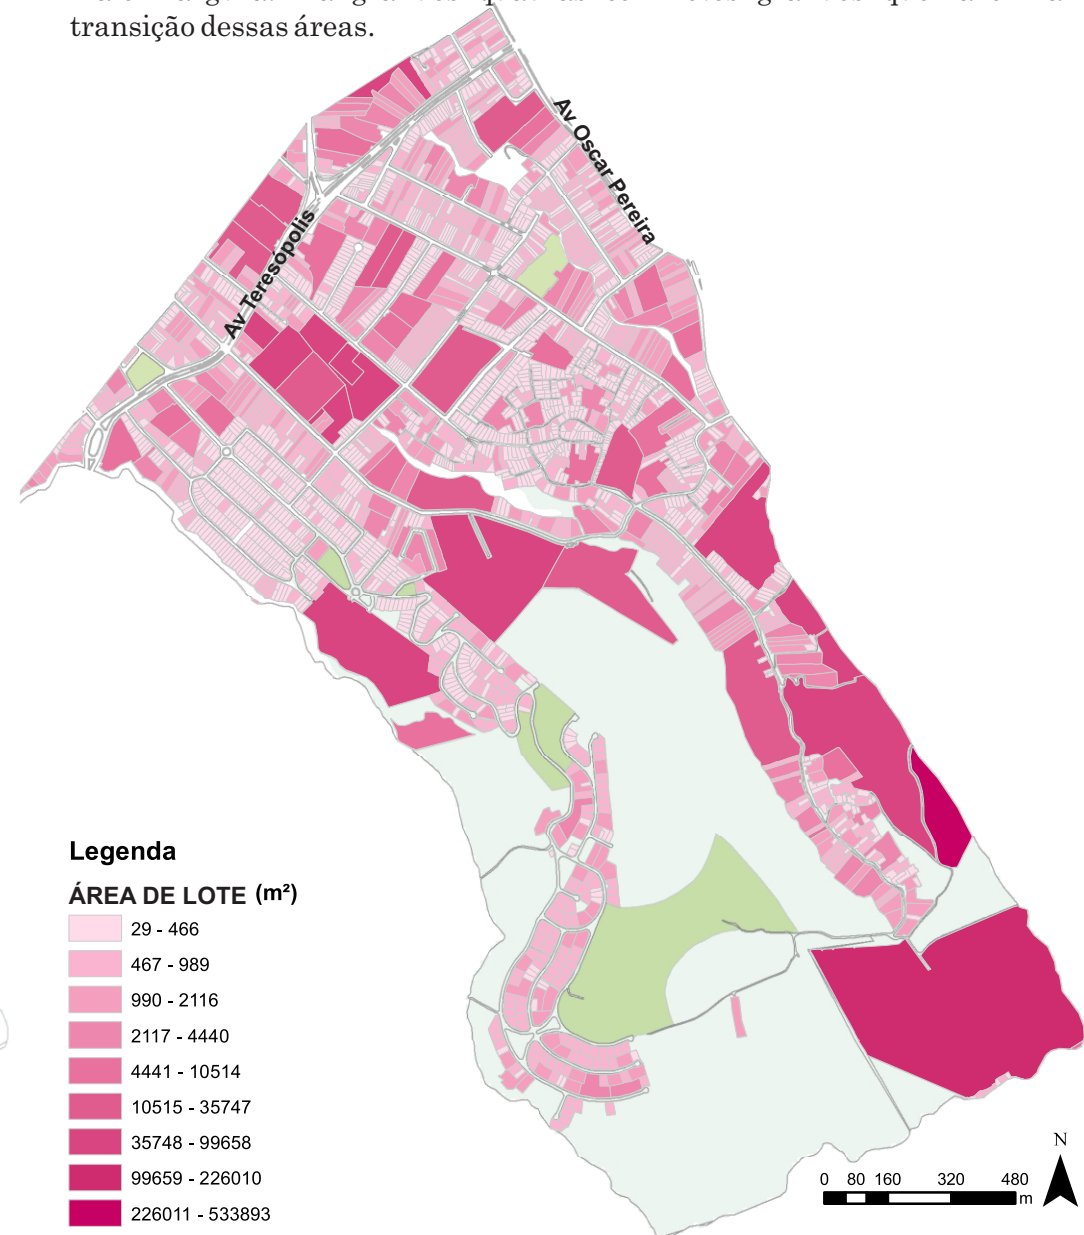 transição dessas áreas.
Av Oscar Pereira
Av Teresópolis
Legenda
ÁREA DE LOTE (m²)
29 - 466
467 - 989
990 - 2116
2117 - 4440
4441 - 10514
10515 - 35747
35748 - 99658
99659 - 226010
226011 - 533893
N
0 80 160 320 480
m